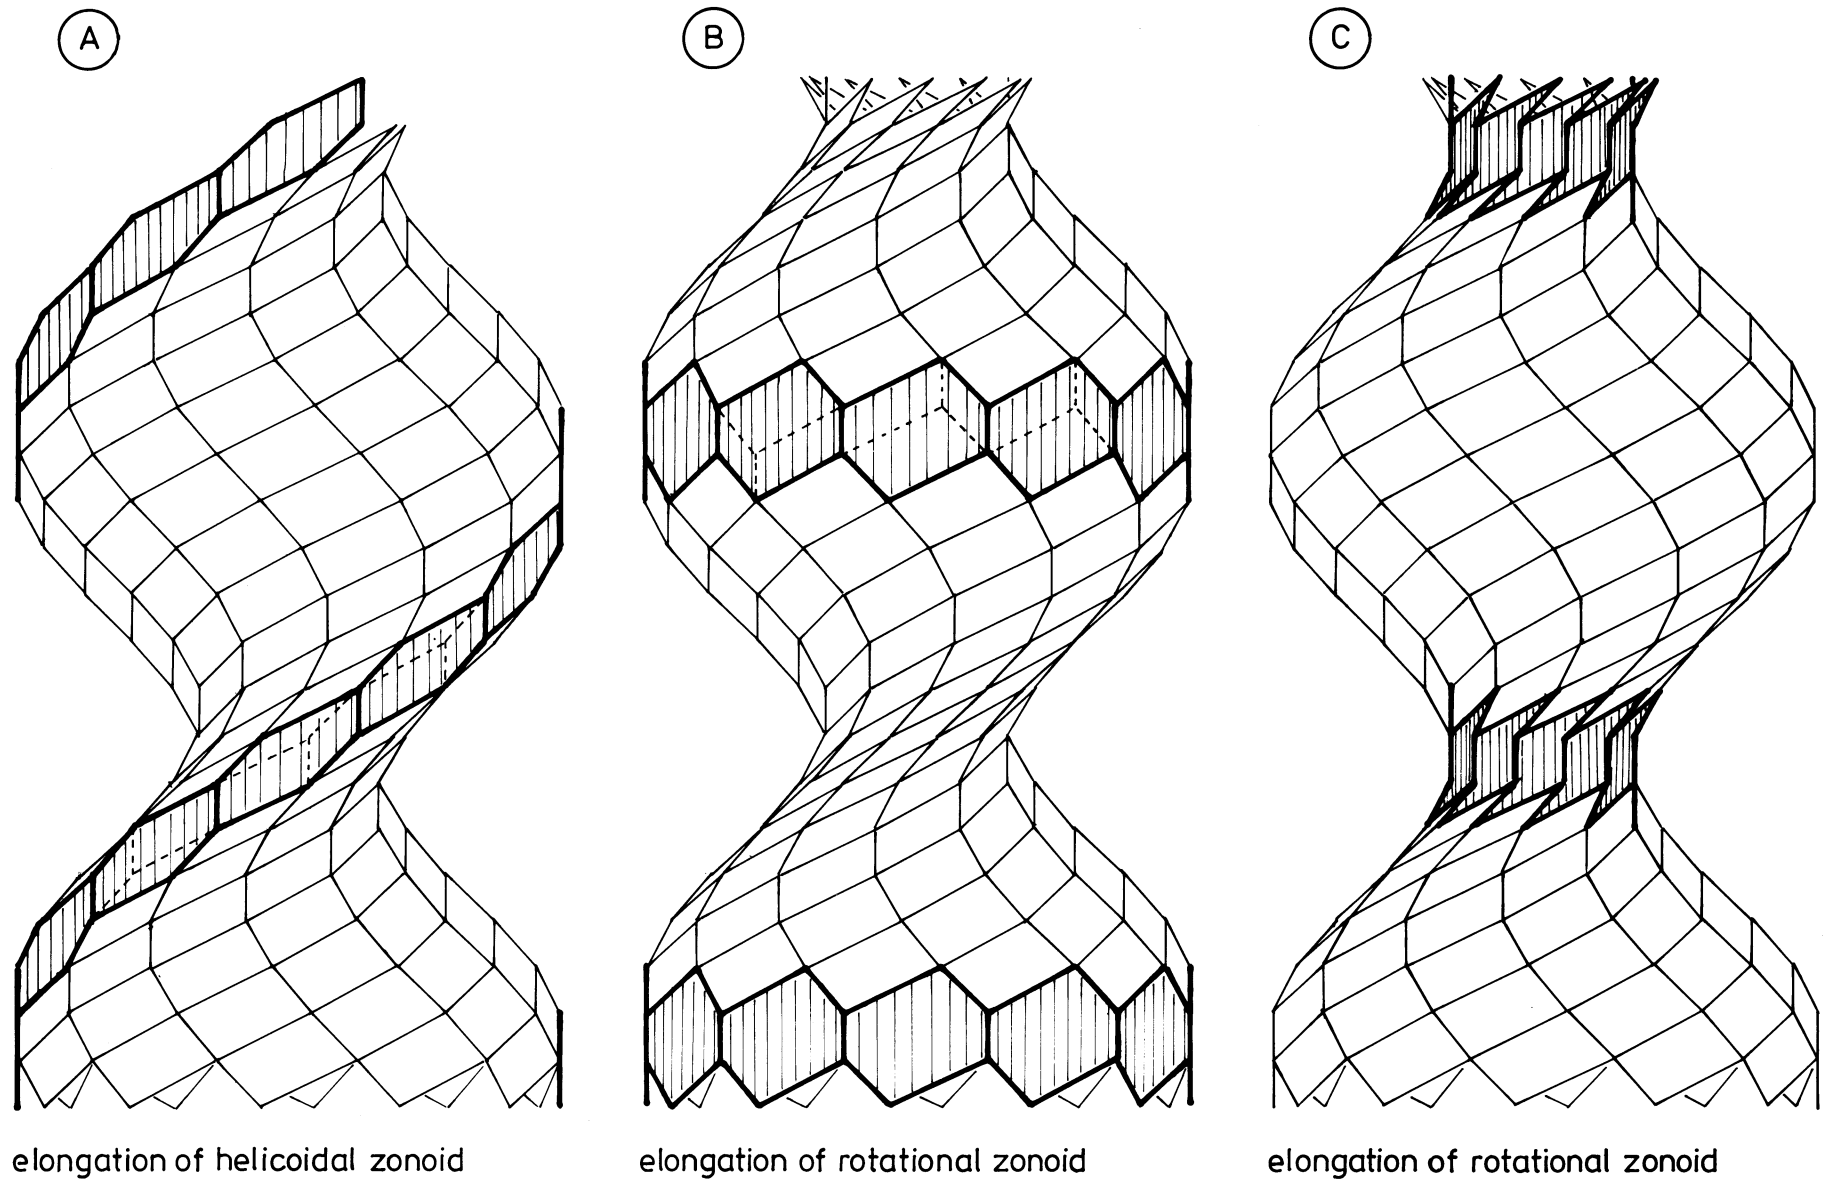 A
B
C
elongation of helicoidal zonoid
elongation of rotational zonoid
elongation of rotational zonoid